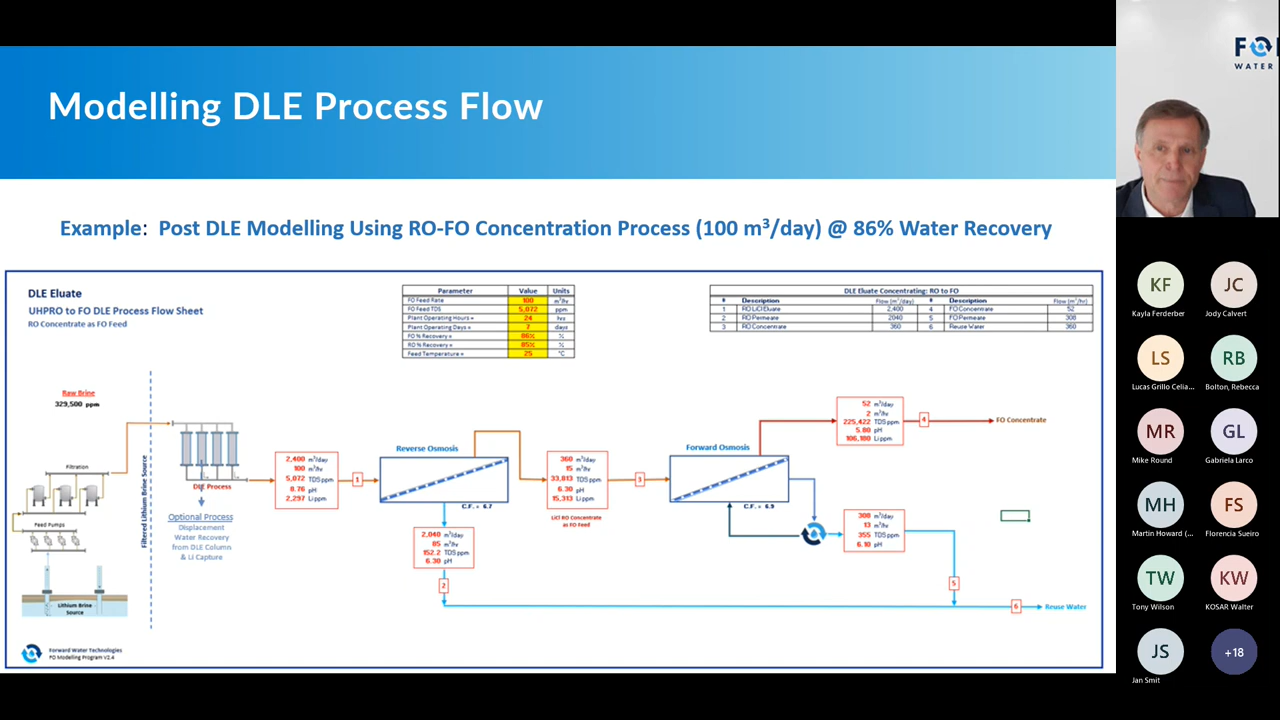 Modelling DLE Process Flow
Example: Post DLE Modelling Using RO-FO Concentration Process (100 m³/day) @ 86% Water Recovery
DLE Eluate
UHPRO to FO DLE Process Flow Sheet
RO Concentrate as FO Feed
Parameter Value Units
FO Feed Rate 100 m³/hr
FO Feed TDS 5,072 ppm
Plant Operating Hours = 24 hrs
Plant Operating Days = 7 days
FO % Recovery = 86% %
RO % Recovery = 85% %
Feed Temperature = 25 °C
DLE Eluate Concentrating: RO to FO
# Description Flow (m³/day) # Description Flow (m³/hr)
1 RO LiCl Eluate 2,400 4 FO Concentrate 52
2 RO Permeare 2040 5 FO Permeare 308
3 RO Concentrate 360 6 Reuse Water 360
Raw Brine
329,500 ppm
Filtration
Feed Pumps
Lithium Brine
Source
Filtered Lithium Brine Source
DLE Process
Optional Process
Displacement
Water Recovery
from DLE Column
& LI Capture
2,400 m³/day
100 m³/hr
5,072 TDS ppm
8.76 pH
2,297 Li ppm
1
Reverse Osmosis
C.F. = 6.7
2,040 m³/day
85 m³/hr
152.2 TDS ppm
6.30 pH
2
360 m³/day
15 m³/hr
33,813 TDS ppm
6.30 pH
15,313 Li ppm
LiCl RO Concentrate
as FO Feed
3
Forward Osmosis
C.F. = 6.9
52 m³/day
2 m³/hr
225,422 TDS ppm
5.80 pH
106,100 Li ppm
4
FO Concentrate
308 m³/day
13 m³/hr
355 TDS ppm
6.10 pH
5
6
Reuse Water
Forward Water Technologies
FO Modelling Program V2.4
WATER
KF
Kayla Ferderber
JC
Jody Calvert
LS
Lucas Grillo Celia...
RB
Bolton, Rebecca
MR
Mike Round
GL
Gabriela Larco
MH
Martin Howard (...
FS
Florencia Sueiro
TW
Tony Wilson
KW
KOSAR Walter
JS
Jan Smit
+18